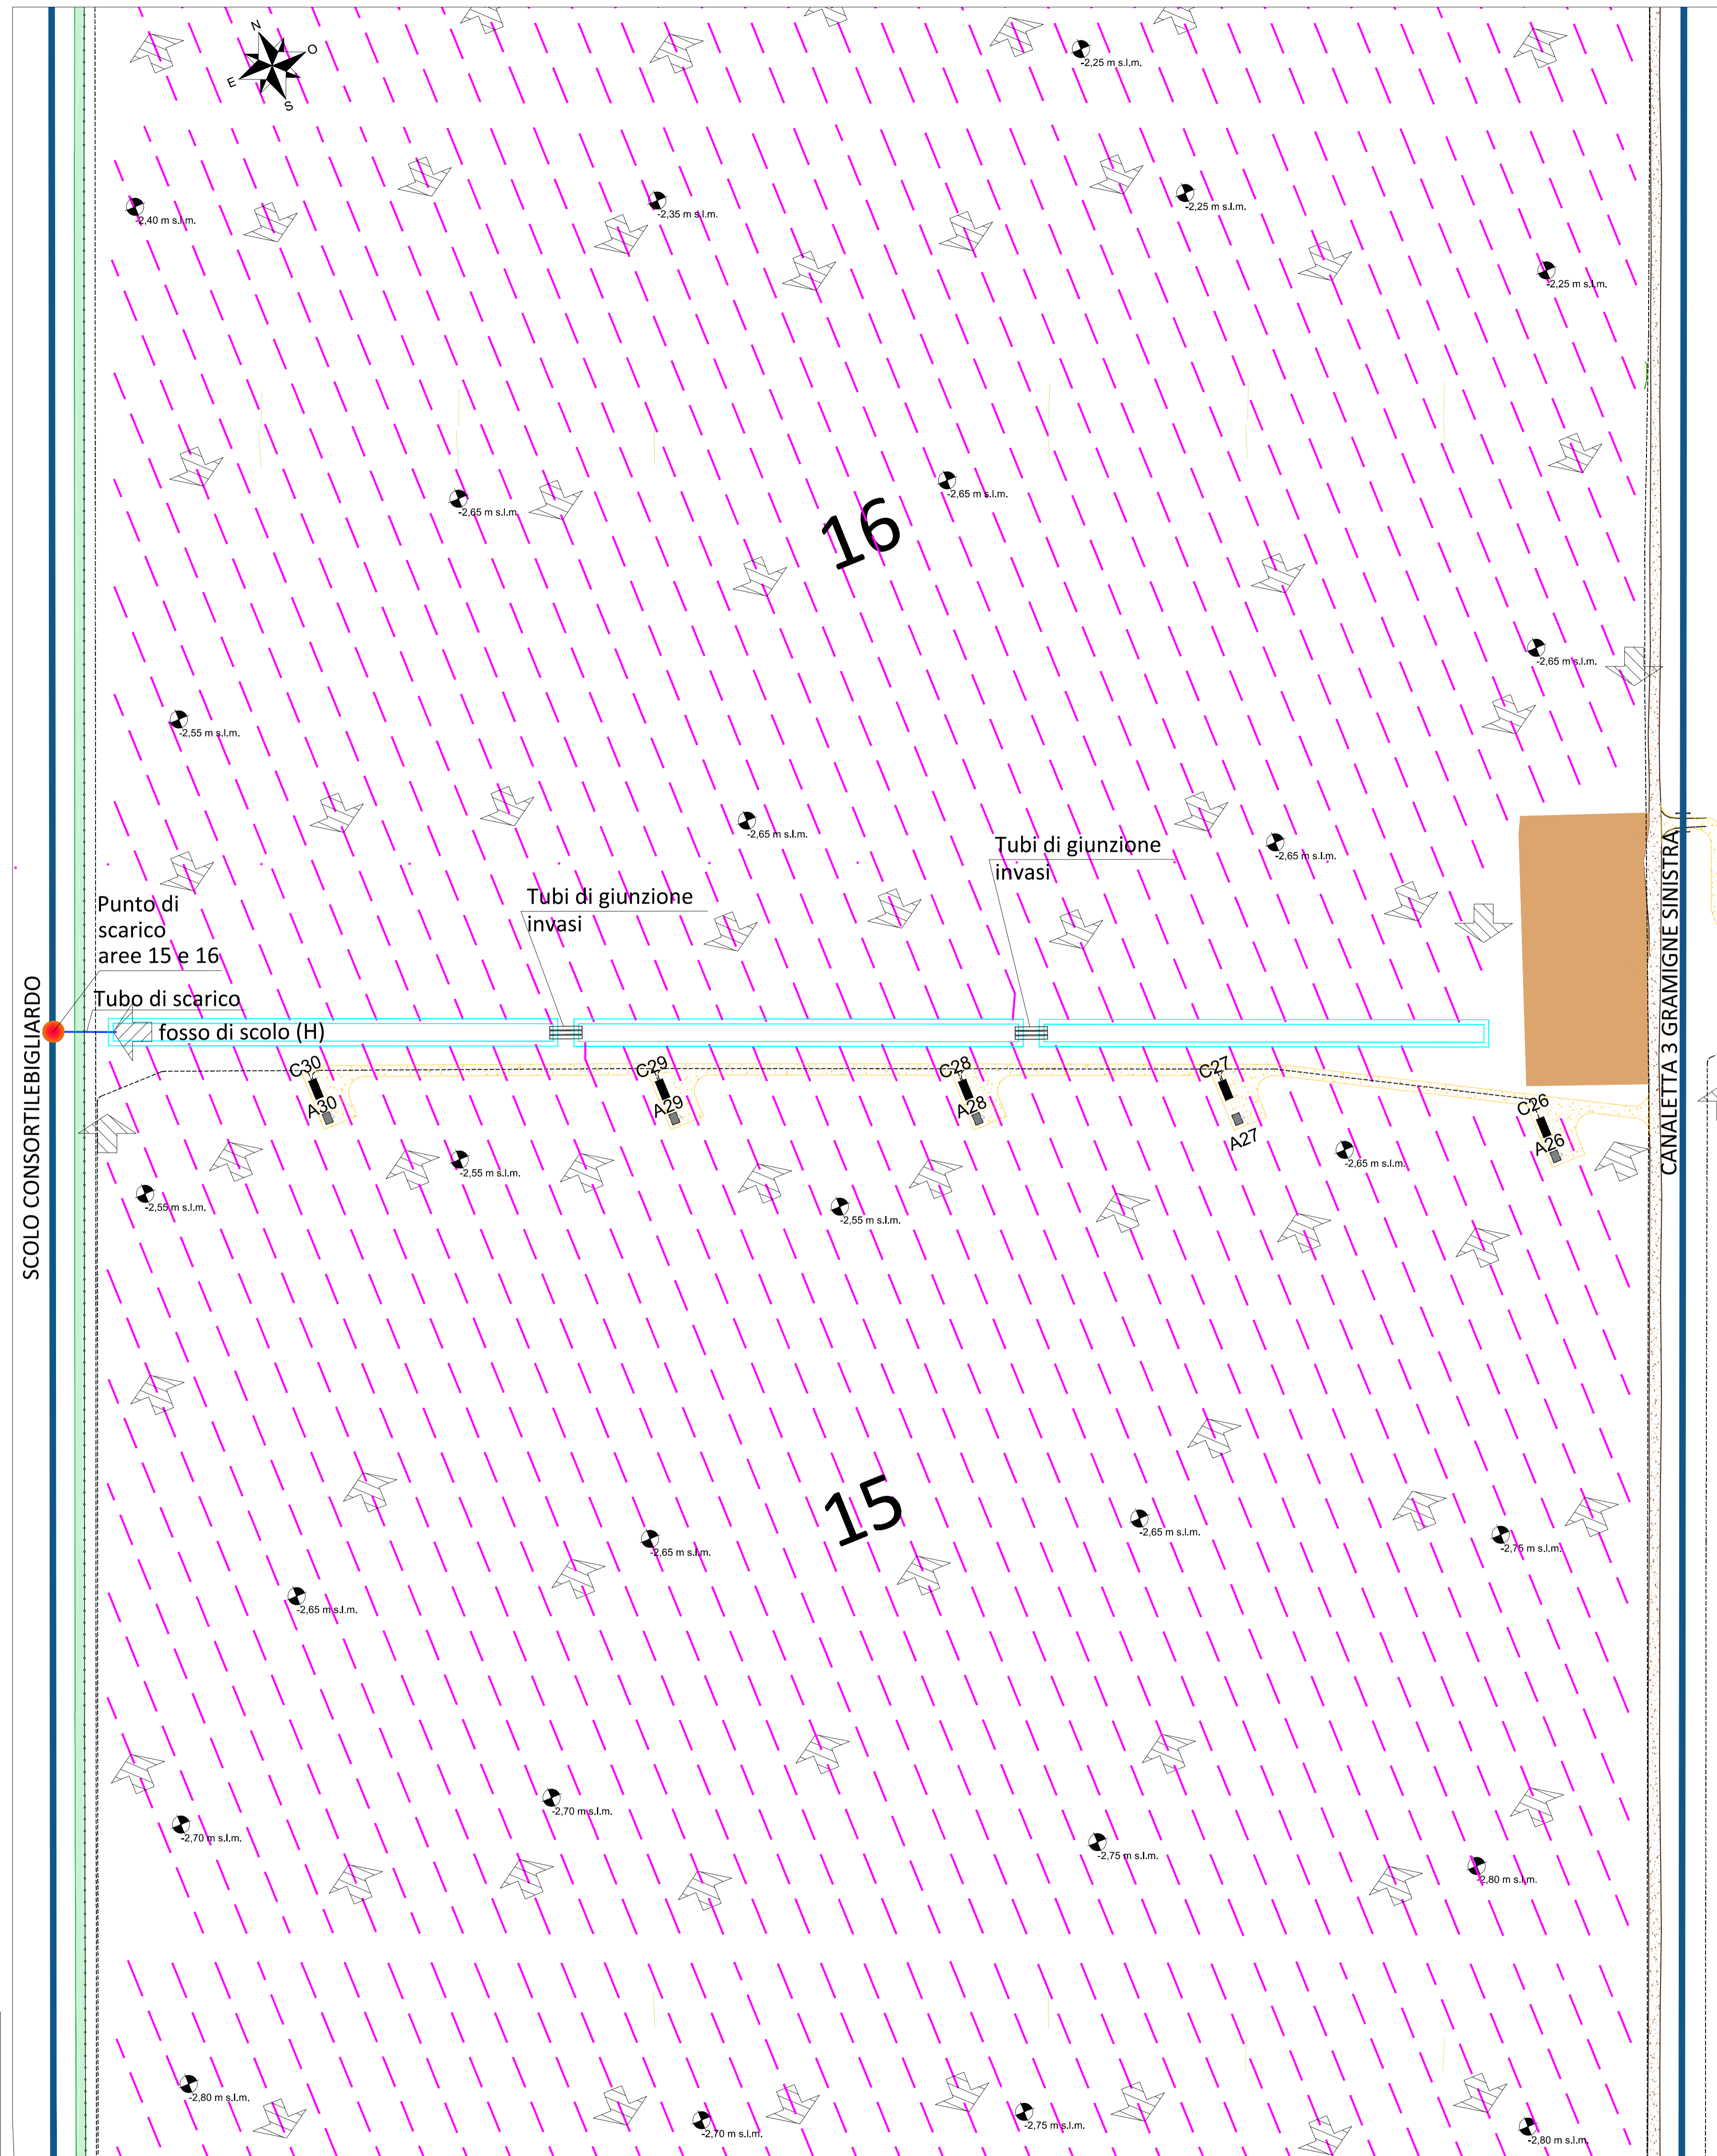 N
O
E
S
-2,25 m s.l.m.
-2,40 m s.l.m.
-2,35 m s.l.m.
-2,25 m s.l.m.
-2,25 m s.l.m.
-2,65 m s.l.m.
-2,65 m s.l.m.
16
-2,65 m s.l.m.
-2,55 m s.l.m.
-2,65 m s.l.m.
-2,65 m s.l.m.
Tubi di giunzione
invasi
Tubi di giunzione
invasi
Punto di
scarico
aree 15 e 16
Tubo di scarico
fosso di scolo (H)
SCOLO CONSORTILEBIGLIARDO
CANALETTA 3 GRAMIGNE SINISTRA
C30
A30
C29
A29
C28
A28
C27
A27
C26
A26
-2,55 m s.l.m.
-2,55 m s.l.m.
-2,55 m s.l.m.
-2,65 m s.l.m.
15
-2,65 m s.l.m.
-2,65 m s.l.m.
-2,75 m s.l.m.
-2,65 m s.l.m.
-2,70 m s.l.m.
-2,70 m s.l.m.
-2,75 m s.l.m.
-2,80 m s.l.m.
-2,80 m s.l.m.
-2,70 m s.l.m.
-2,75 m s.l.m.
-2,80 m s.l.m.